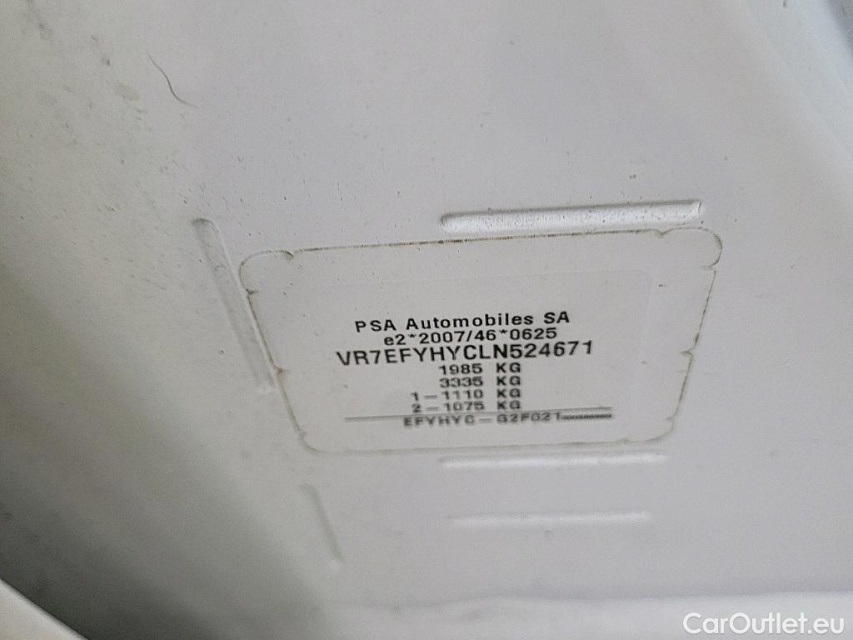 PSA Automobiles SA
e2*2007/46*0625
VR7EFYHYCLN524671
1985 KG
3335 KG
1-1110 KG
2-1075 KG
EFYHYC-G2F021
CarOutlet.eu